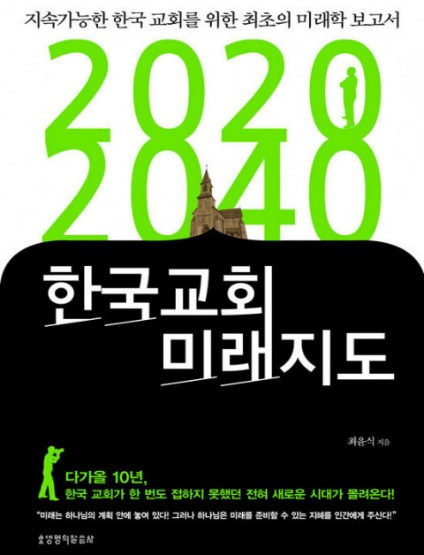 지속가능한 한국 교회를 위한 최초의 미래학 보고서
2020
2040
한국교회
미래지도
최윤식 지음
다가올 10년,
한국 교회가 한 번도 접하지 못했던 전혀 새로운 시대가 몰려온다!
"미래는 하나님의 계획 안에 놓여 있다! 그러나 하나님은 미래를 준비할 수 있는 지혜를 인간에게 주신다!"
생명의말씀사